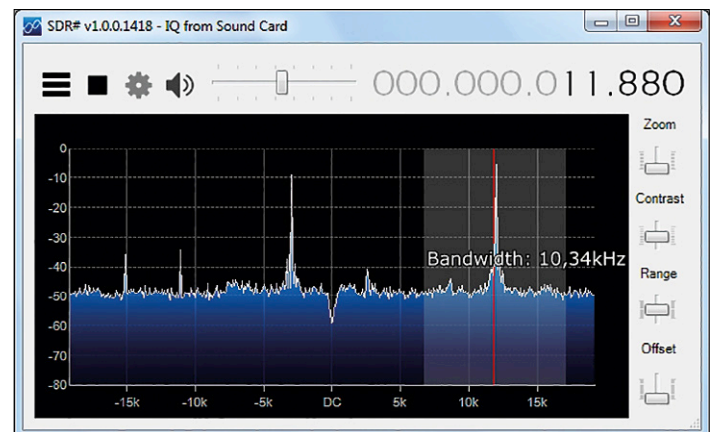 SDR# v1.0.0.1418 - IQ from Sound Card
000.000.011.880
Zoom
Contrast
Range
Offset
0
-10
-20
-30
-40
-50
-60
-70
-80
Bandwidth: 10,34kHz
-15k -10k -5k DC 5k 10k 15k